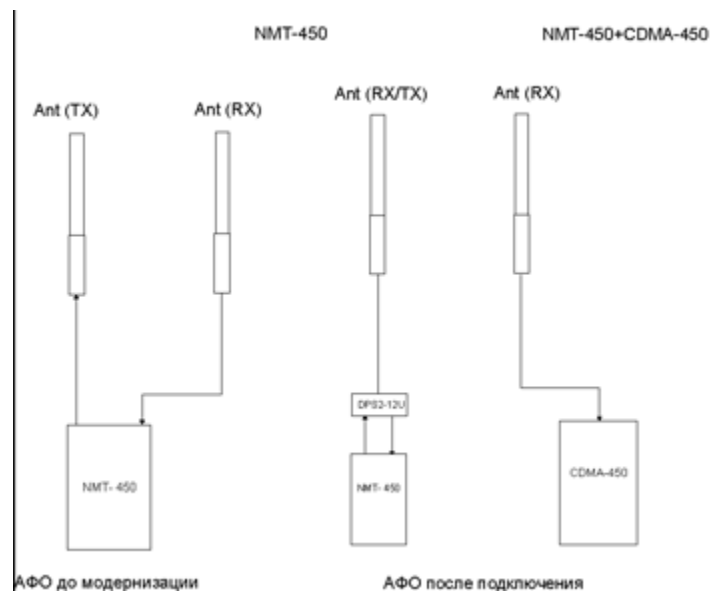 NMT-450
NMT-450+CDMA-450
Ant (TX)
Ant (RX)
Ant (RX/TX)
Ant (RX)
DPS2-12U
NMT- 450
NMT- 450
CDMA-450
АФО до модернизации
АФО после подключения